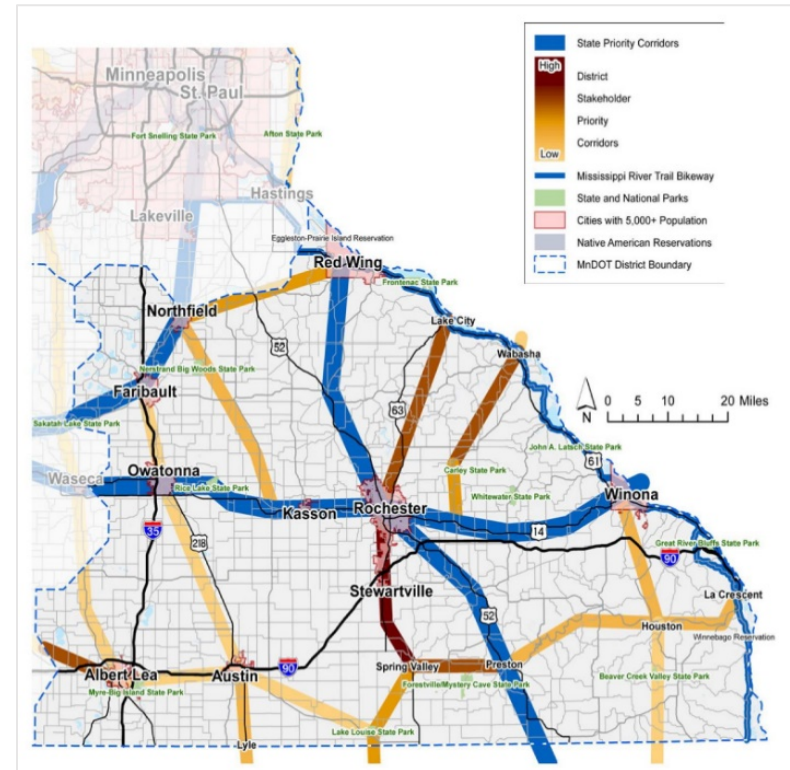 State Priority Corridors
High
District
Stakeholder
Priority
Corridors
Low
Mississippi River Trail Bikeway
State and National Parks
Cities with 5,000+ Population
Native American Reservations
MnDOT District Boundary
Minneapolis
St. Paul
Fort Snelling State Park
Afton State Park
Hastings
Lakeville
Eggleston-Prairie Island Reservation
Red Wing
Frontenac State Park
Northfield
Lake City
52
Wabasha
Nerstrand Big Woods State Park
Faribault
63
N
0 5 10 20 Miles
Sakatah Lake State Park
John A. Latsch State Park
61
Waseca
Owatonna
Rice Lake State Park
Carley State Park
Whitewater State Park
Winona
Kasson
Rochester
35
218
14
Great River Bluffs State Park
90
Stewartville
52
La Crescent
Houston
Winnebago Reservation
90
Albert Lea
Austin
Spring Valley
Preston
Myre-Big Island State Park
Forestville/Mystery Cave State Park
Beaver Creek Valley State Park
Lake Louise State Park
Lyle